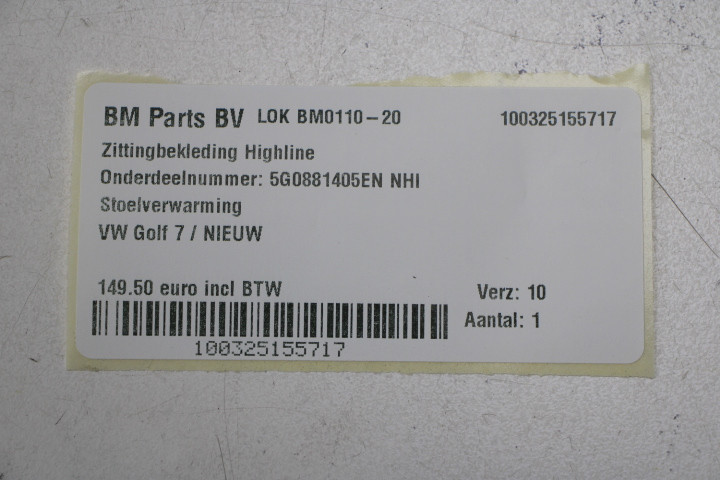 BM Parts BV LOK BM0110-20 100325155717
Zittingbekleding Highline
Onderdeelnummer: 5G0881405EN NHI
Stoelverwarming
VW Golf 7 / NIEUW
149.50 euro incl BTW Verz: 10
Aantal: 1
100325155717